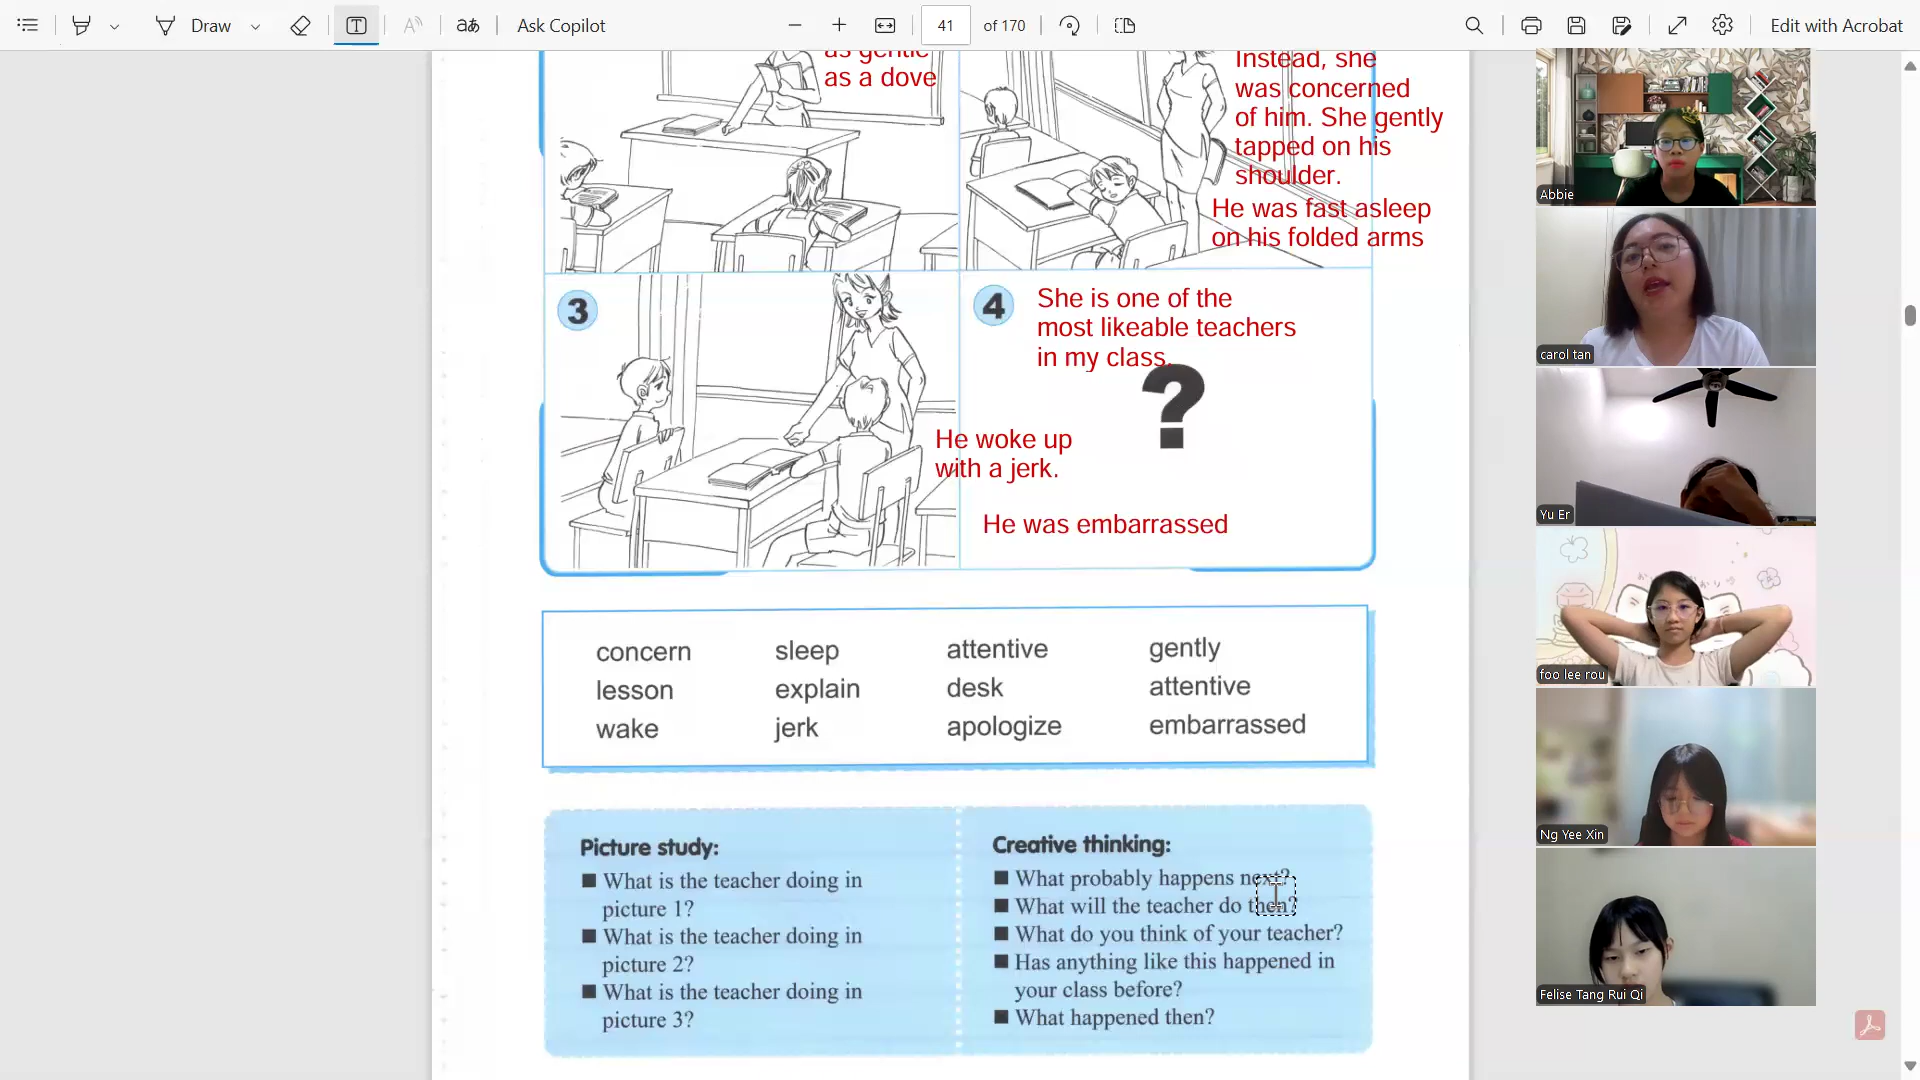 Draw
Ask Copilot
41
of 170
Edit with Acrobat
as gentle
as a dove
Instead, she
was concerned
of him. She gently
tapped on his
shoulder.
He was fast asleep
on his folded arms
3
4
She is one of the
most likeable teachers
in my class.
?
He woke up
with a jerk.
He was embarrassed
concern sleep attentive gently
lesson explain desk attentive
wake jerk apologize embarrassed
Picture study:
What is the teacher doing in
picture 1?
What is the teacher doing in
picture 2?
What is the teacher doing in
picture 3?
Creative thinking:
What probably happens next?
What will the teacher do then?
What do you think of your teacher?
Has anything like this happened in
your class before?
What happened then?
Abbie
carol tan
Yu Er
foo lee rou
Ng Yee Xin
Felise Tang Rui Qi